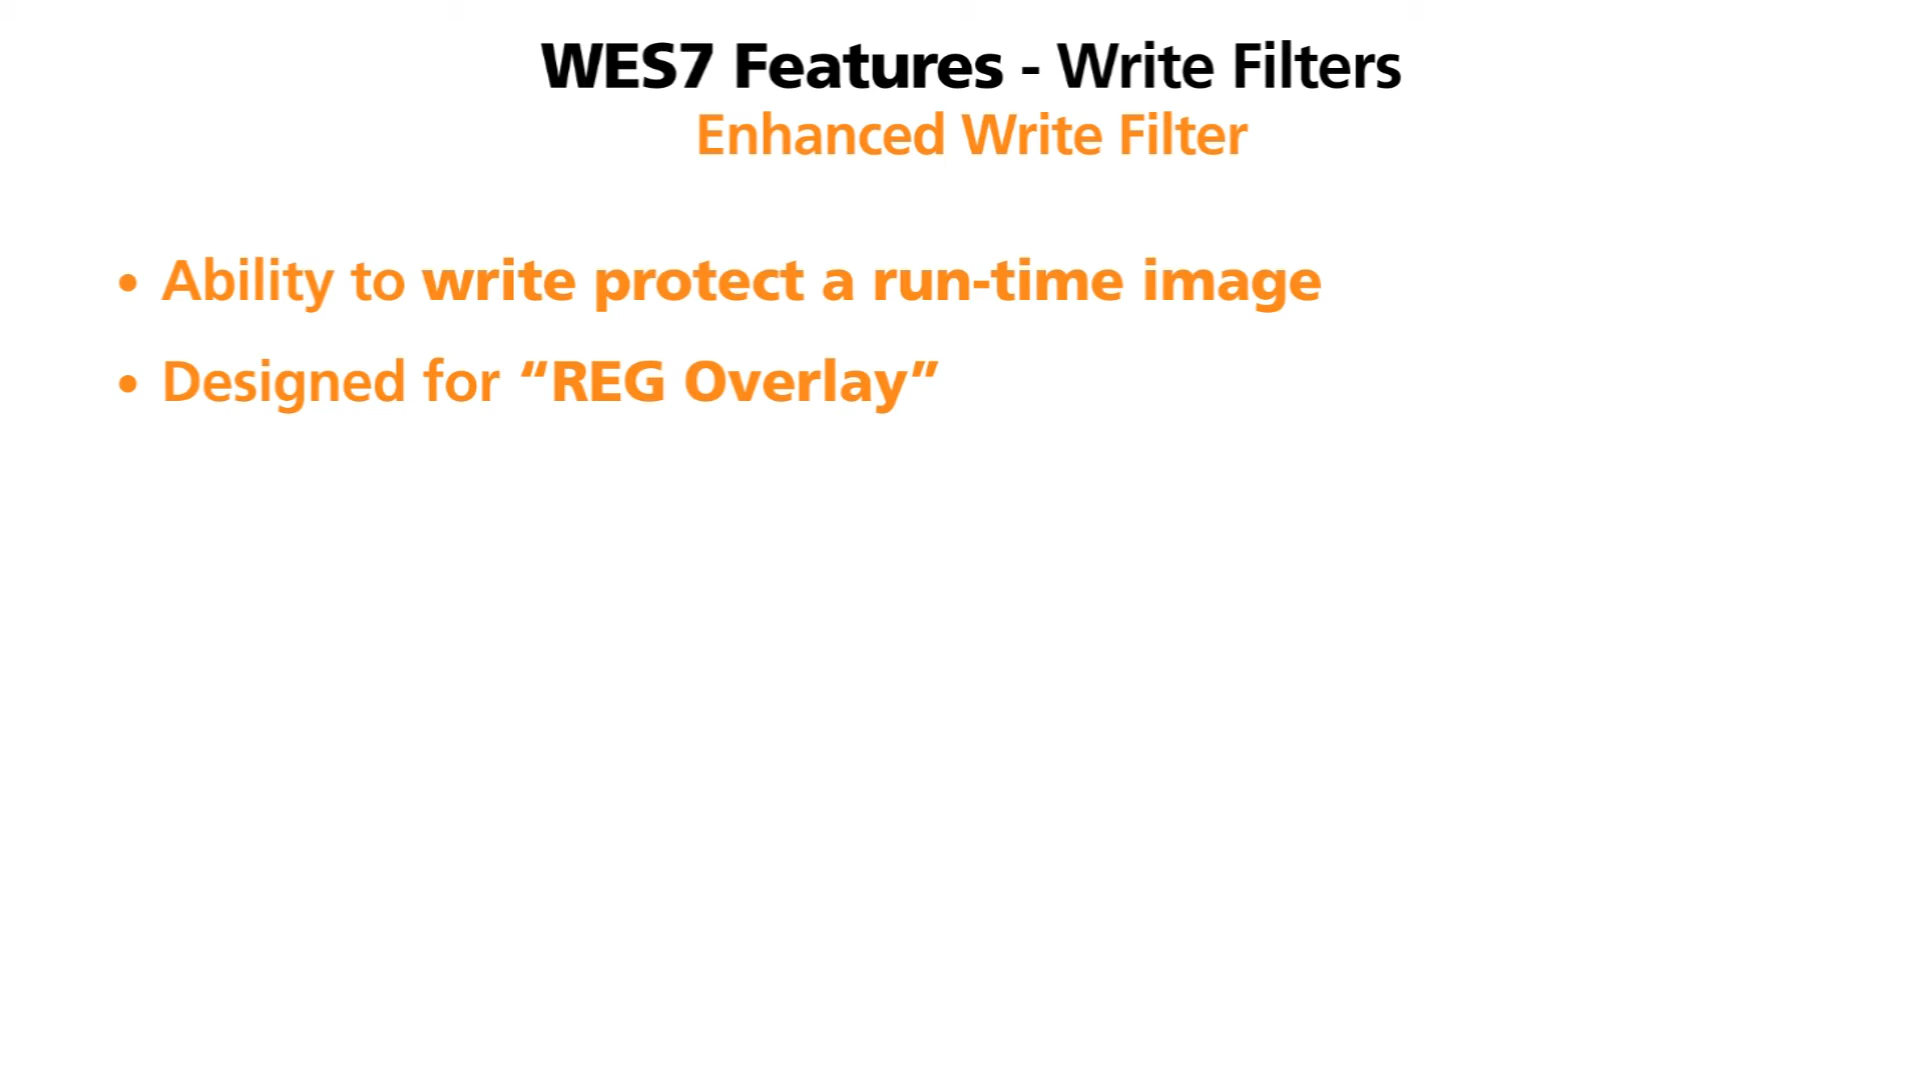 WES7 Features - Write Filters
Enhanced Write Filter
• Ability to write protect a run-time image
• Designed for “REG Overlay”